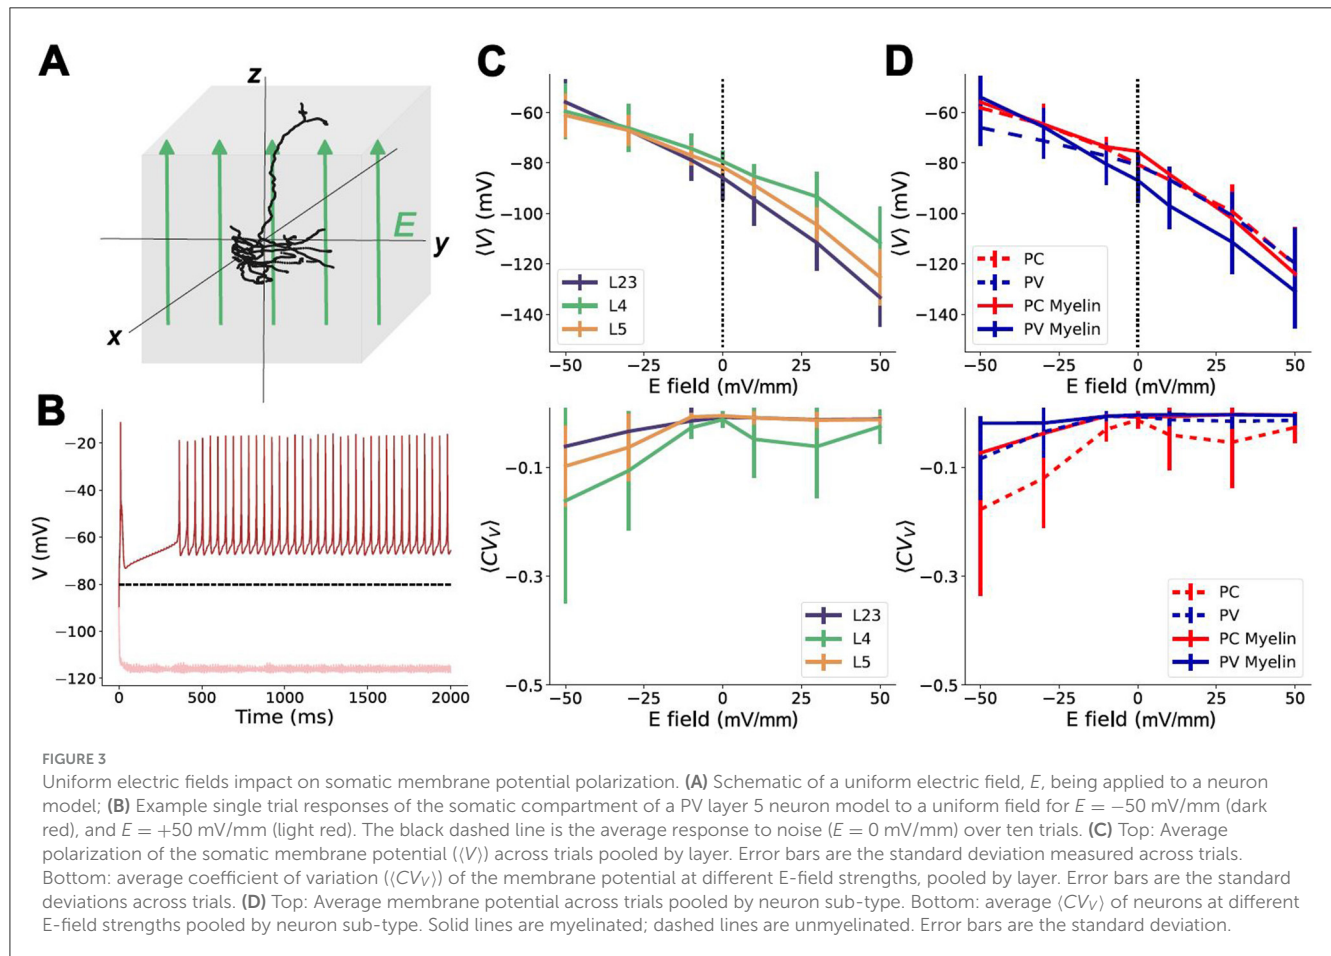 A
z
E
y
x
B
−20
−40
−60
−80
−100
−120
V (mV)
0
500
1000
1500
2000
Time (ms)
C
−60
−80
−100
−120
−140
⟨V⟩ (mV)
L23
L4
L5
−50
−25
0
25
50
E field (mV/mm)
−0.1
−0.3
−0.5
⟨CV_V⟩
L23
L4
L5
−50
−25
0
25
50
E field (mV/mm)
D
−60
−80
−100
−120
−140
⟨V⟩ (mV)
PC
PV
PC Myelin
PV Myelin
−50
−25
0
25
50
E field (mV/mm)
−0.1
−0.3
−0.5
⟨CV_V⟩
PC
PV
PC Myelin
PV Myelin
−50
−25
0
25
50
E field (mV/mm)
FIGURE 3
Uniform electric fields impact on somatic membrane potential polarization. (A) Schematic of a uniform electric field, E, being applied to a neuron
model; (B) Example single trial responses of the somatic compartment of a PV layer 5 neuron model to a uniform field for E = −50 mV/mm (dark
red), and E = +50 mV/mm (light red). The black dashed line is the average response to noise (E = 0 mV/mm) over ten trials. (C) Top: Average
polarization of the somatic membrane potential (⟨V⟩) across trials pooled by layer. Error bars are the standard deviation measured across trials.
Bottom: average coefficient of variation (⟨CV_V⟩) of the membrane potential at different E-field strengths, pooled by layer. Error bars are the standard
deviations across trials. (D) Top: Average membrane potential across trials pooled by neuron sub-type. Bottom: average ⟨CV_V⟩ of neurons at different
E-field strengths pooled by neuron sub-type. Solid lines are myelinated; dashed lines are unmyelinated. Error bars are the standard deviation.